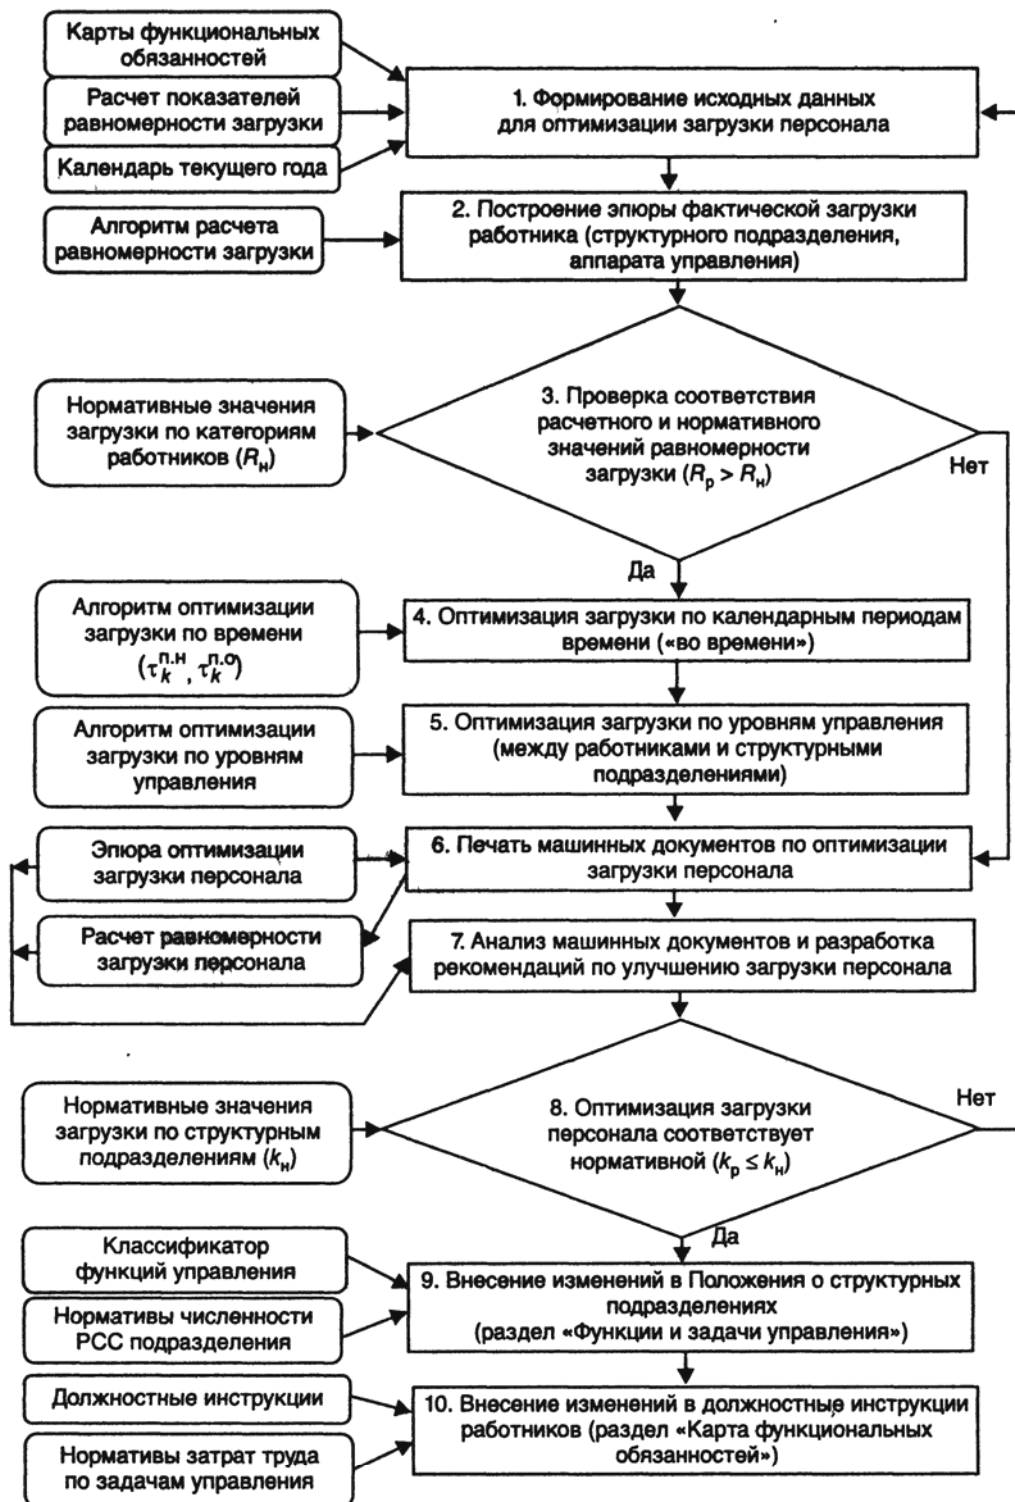 Карты функциональных
обязанностей
Расчет показателей
равномерности загрузки
Календарь текущего года
1. Формирование исходных данных
для оптимизации загрузки персонала
Алгоритм расчета
равномерности загрузки
2. Построение эпюры фактической загрузки
работника (структурного подразделения,
аппарата управления)
Нормативные значения
загрузки по категориям
работников (Rн)
3. Проверка соответствия
расчетного и нормативного
значений равномерности
загрузки (Rр > Rн)
Нет
Да
Алгоритм оптимизации
загрузки по времени
(τₖп.н, τₖп.о)
4. Оптимизация загрузки по календарным периодам
времени («во времени»)
Алгоритм оптимизации
загрузки по уровням
управления
5. Оптимизация загрузки по уровням управления
(между работниками и структурными
подразделениями)
Эпюра оптимизации
загрузки персонала
6. Печать машинных документов по оптимизации
загрузки персонала
Расчет равномерности
загрузки персонала
7. Анализ машинных документов и разработка
рекомендаций по улучшению загрузки персонала
Нормативные значения
загрузки по структурным
подразделениям (kн)
8. Оптимизация загрузки
персонала соответствует
нормативной (kр ≤ kн)
Нет
Да
Классификатор
функций управления
Нормативы численности
РСС подразделения
9. Внесение изменений в Положения о структурных
подразделениях
(раздел «Функции и задачи управления»)
Должностные инструкции
Нормативы затрат труда
по задачам управления
10. Внесение изменений в должностные инструкции
работников (раздел «Карта функциональных
обязанностей»)